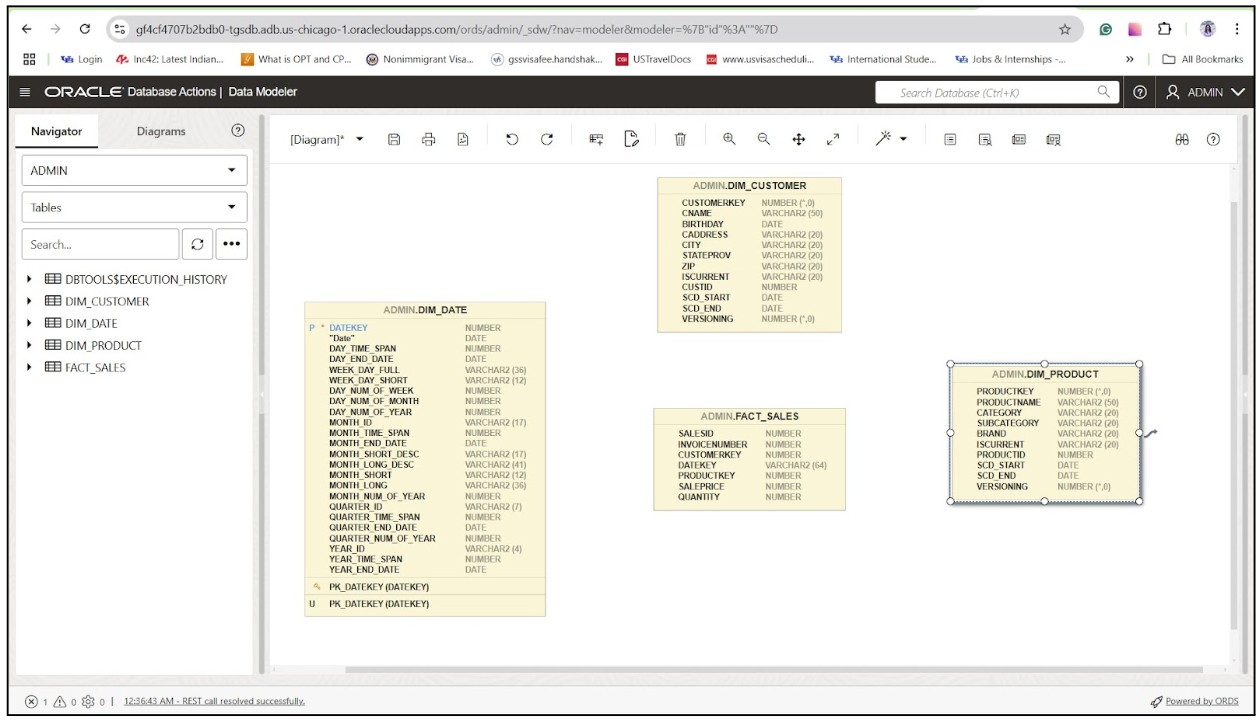 gf4cf4707b2bdb0-tgsdb.adb.us-chicago-1.oraclecloudapps.com/ords/admin/_sdw/?nav=modeler&modeler=%7B"id"%3A""%7D
Login
Inc42: Latest Indian...
What is OPT and CP...
Nonimmigrant Visa...
gssvisafee.handshak...
USTravelDocs
www.usvisascheduli...
International Stude...
Jobs & Internships -...
»
All Bookmarks
ORACLE Database Actions | Data Modeler
Search Database (Ctrl+K)
ADMIN
Navigator
Diagrams
[Diagram]*
ADMIN
Tables
Search...
DBTOOLS$EXECUTION_HISTORY
DIM_CUSTOMER
DIM_DATE
DIM_PRODUCT
FACT_SALES
ADMIN.DIM_CUSTOMER
CUSTOMERKEY NUMBER (*,0)
CNAME VARCHAR2 (50)
BIRTHDAY DATE
CADDRESS VARCHAR2 (20)
CITY VARCHAR2 (20)
STATEPROV VARCHAR2 (20)
ZIP VARCHAR2 (20)
ISCURRENT VARCHAR2 (20)
CUSTID NUMBER
SCD_START DATE
SCD_END DATE
VERSIONING NUMBER (*,0)
ADMIN.DIM_DATE
P * DATEKEY NUMBER
"Date" DATE
DAY_TIME_SPAN NUMBER
DAY_END_DATE DATE
WEEK_DAY_FULL VARCHAR2 (36)
WEEK_DAY_SHORT VARCHAR2 (12)
DAY_NUM_OF_WEEK NUMBER
DAY_NUM_OF_MONTH NUMBER
DAY_NUM_OF_YEAR NUMBER
MONTH_ID VARCHAR2 (17)
MONTH_TIME_SPAN NUMBER
MONTH_END_DATE DATE
MONTH_SHORT_DESC VARCHAR2 (17)
MONTH_LONG_DESC VARCHAR2 (41)
MONTH_SHORT VARCHAR2 (12)
MONTH_LONG VARCHAR2 (36)
MONTH_NUM_OF_YEAR NUMBER
QUARTER_ID VARCHAR2 (7)
QUARTER_TIME_SPAN NUMBER
QUARTER_END_DATE DATE
QUARTER_NUM_OF_YEAR NUMBER
YEAR_ID VARCHAR2 (4)
YEAR_TIME_SPAN NUMBER
YEAR_END_DATE DATE
PK_DATEKEY (DATEKEY)
U PK_DATEKEY (DATEKEY)
ADMIN.FACT_SALES
SALESID NUMBER
INVOICENUMBER NUMBER
CUSTOMERKEY NUMBER
DATEKEY VARCHAR2 (64)
PRODUCTKEY NUMBER
SALEPRICE NUMBER
QUANTITY NUMBER
ADMIN.DIM_PRODUCT
PRODUCTKEY NUMBER (*,0)
PRODUCTNAME VARCHAR2 (50)
CATEGORY VARCHAR2 (20)
SUBCATEGORY VARCHAR2 (20)
BRAND VARCHAR2 (20)
ISCURRENT VARCHAR2 (20)
PRODUCTID NUMBER
SCD_START DATE
SCD_END DATE
VERSIONING NUMBER (*,0)
1 0 0 | 12:36:43 AM - REST call resolved successfully.
Powered by ORDS